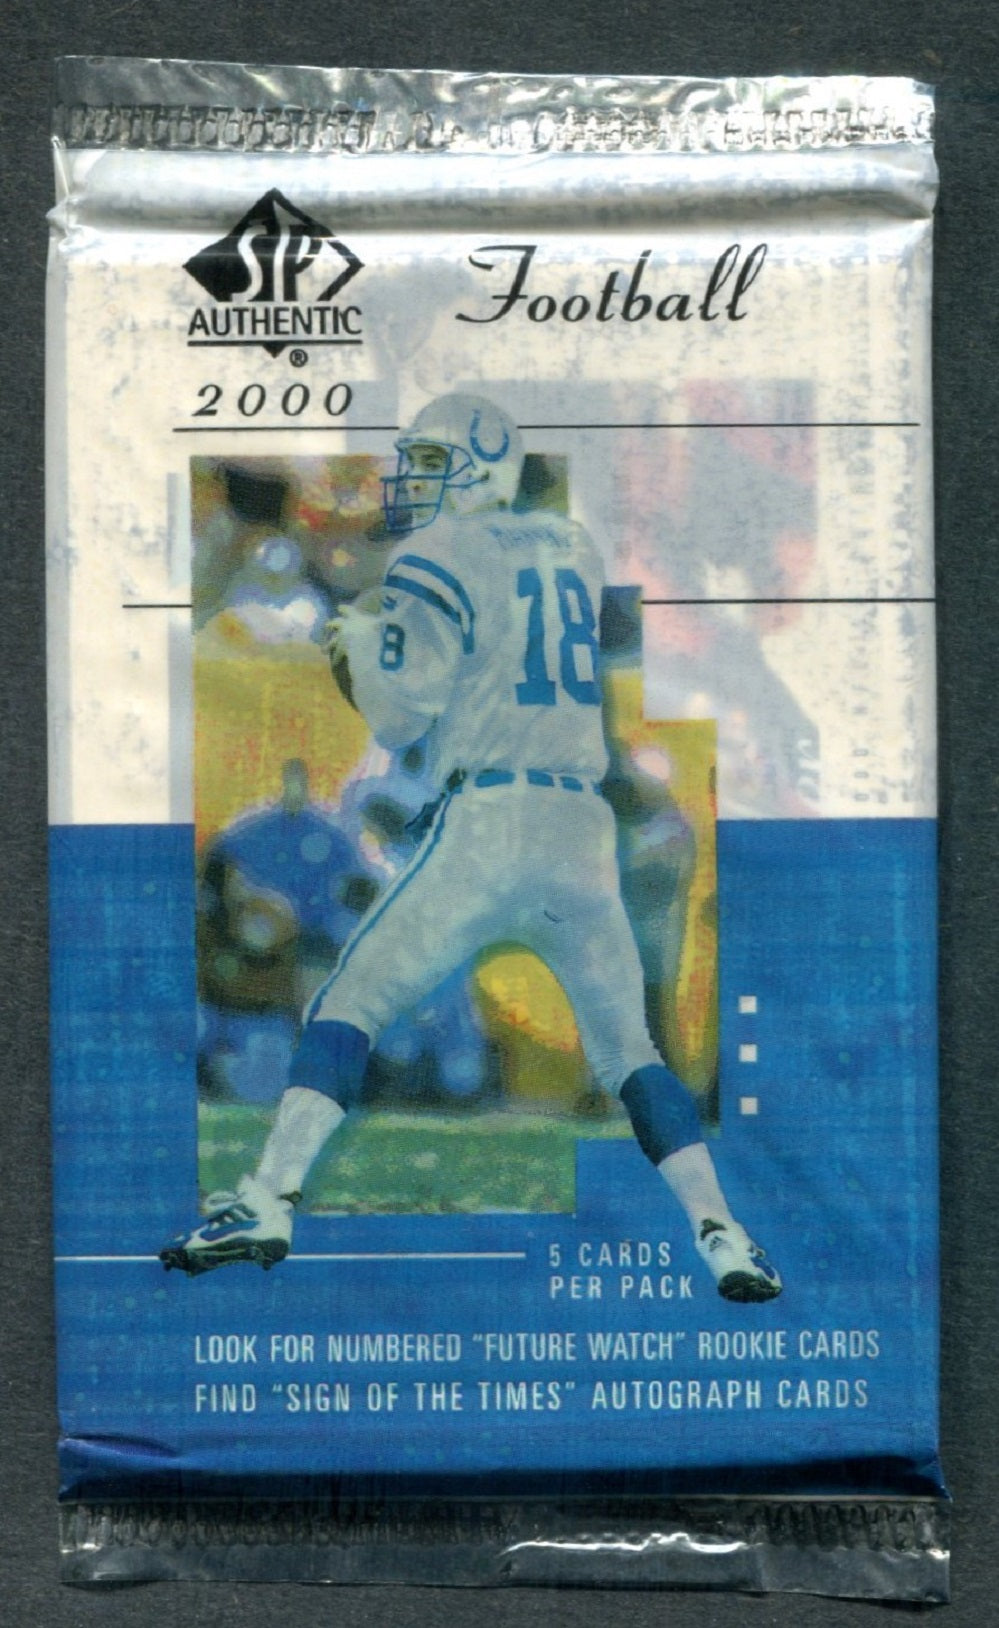 SP
AUTHENTIC
®
Football
2000
18
8
5 CARDS
PER PACK
LOOK FOR NUMBERED "FUTURE WATCH" ROOKIE CARDS
FIND "SIGN OF THE TIMES" AUTOGRAPH CARDS